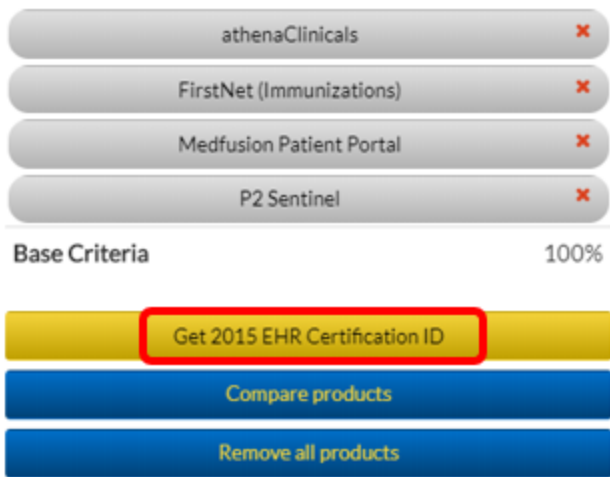 athenaClinicals
FirstNet (Immunizations)
Medfusion Patient Portal
P2 Sentinel
Base Criteria 100%
Get 2015 EHR Certification ID
Compare products
Remove all products